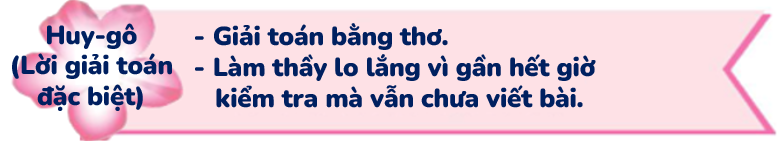 Huy-gô
(Lời giải toán
đặc biệt)
- Giải toán bằng thơ.
- Làm thầy lo lắng vì gần hết giờ
kiểm tra mà vẫn chưa viết bài.